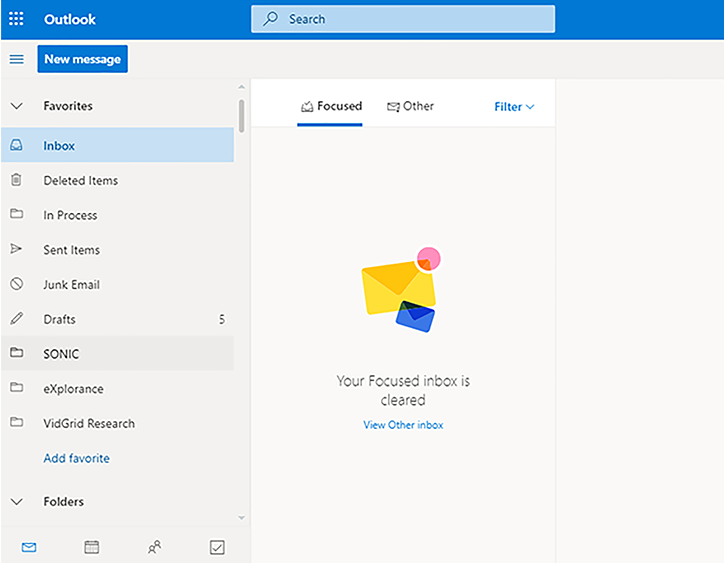 Outlook
Search
New message
Favorites
Inbox
Deleted Items
In Process
Sent Items
Junk Email
Drafts 5
SONIC
eXplorance
VidGrid Research
Add favorite
Folders
Focused Other Filter
Your Focused inbox is
cleared
View Other inbox